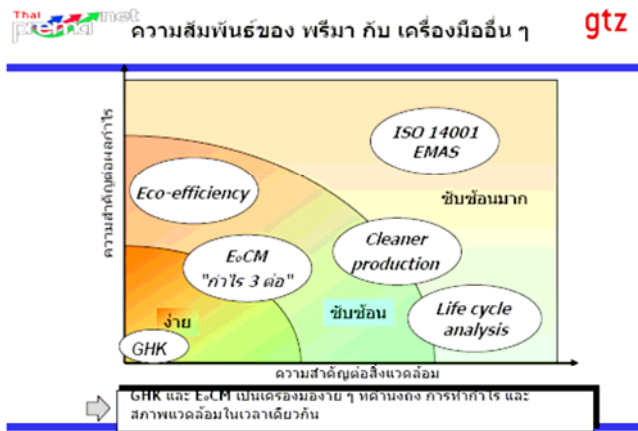 Thai
prema net
ความสัมพันธ์ของ พรีมา กับ เครื่องมืออื่น ๆ
gtz
ความสำคัญต่อผลกำไร
ISO 14001
EMAS
Eco-efficiency
ซับซ้อนมาก
Cleaner
production
EoCM
"กำไร 3 ต่อ"
ง่าย
ซับซ้อน
Life cycle
analysis
GHK
ความสำคัญต่อสิ่งแวดล้อม
GHK และ EoCM เป็นเครื่องมือง่าย ๆ ที่คำนึงถึง การทำกำไร และ
สภาพแวดล้อมในเวลาเดียวกัน